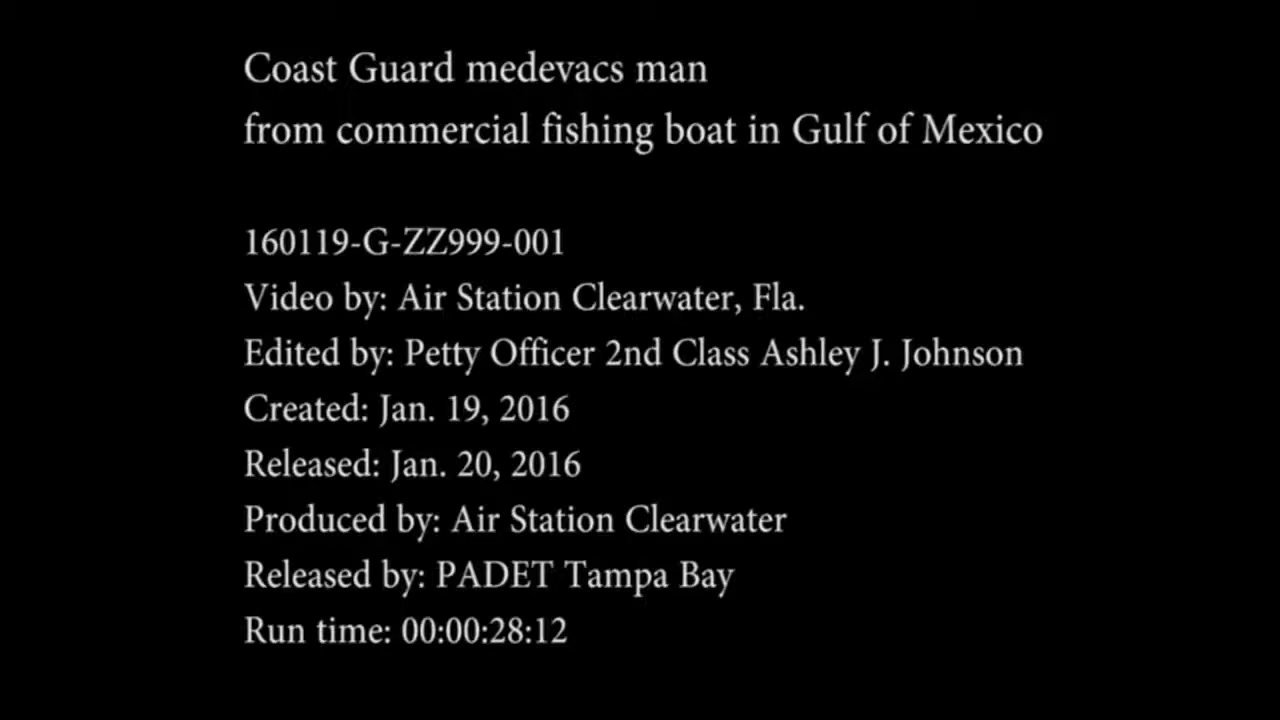 Coast Guard medevacs man
from commercial fishing boat in Gulf of Mexico
160119-G-ZZ999-001
Video by: Air Station Clearwater, Fla.
Edited by: Petty Officer 2nd Class Ashley J. Johnson
Created: Jan. 19, 2016
Released: Jan. 20, 2016
Produced by: Air Station Clearwater
Released by: PADET Tampa Bay
Run time: 00:00:28:12